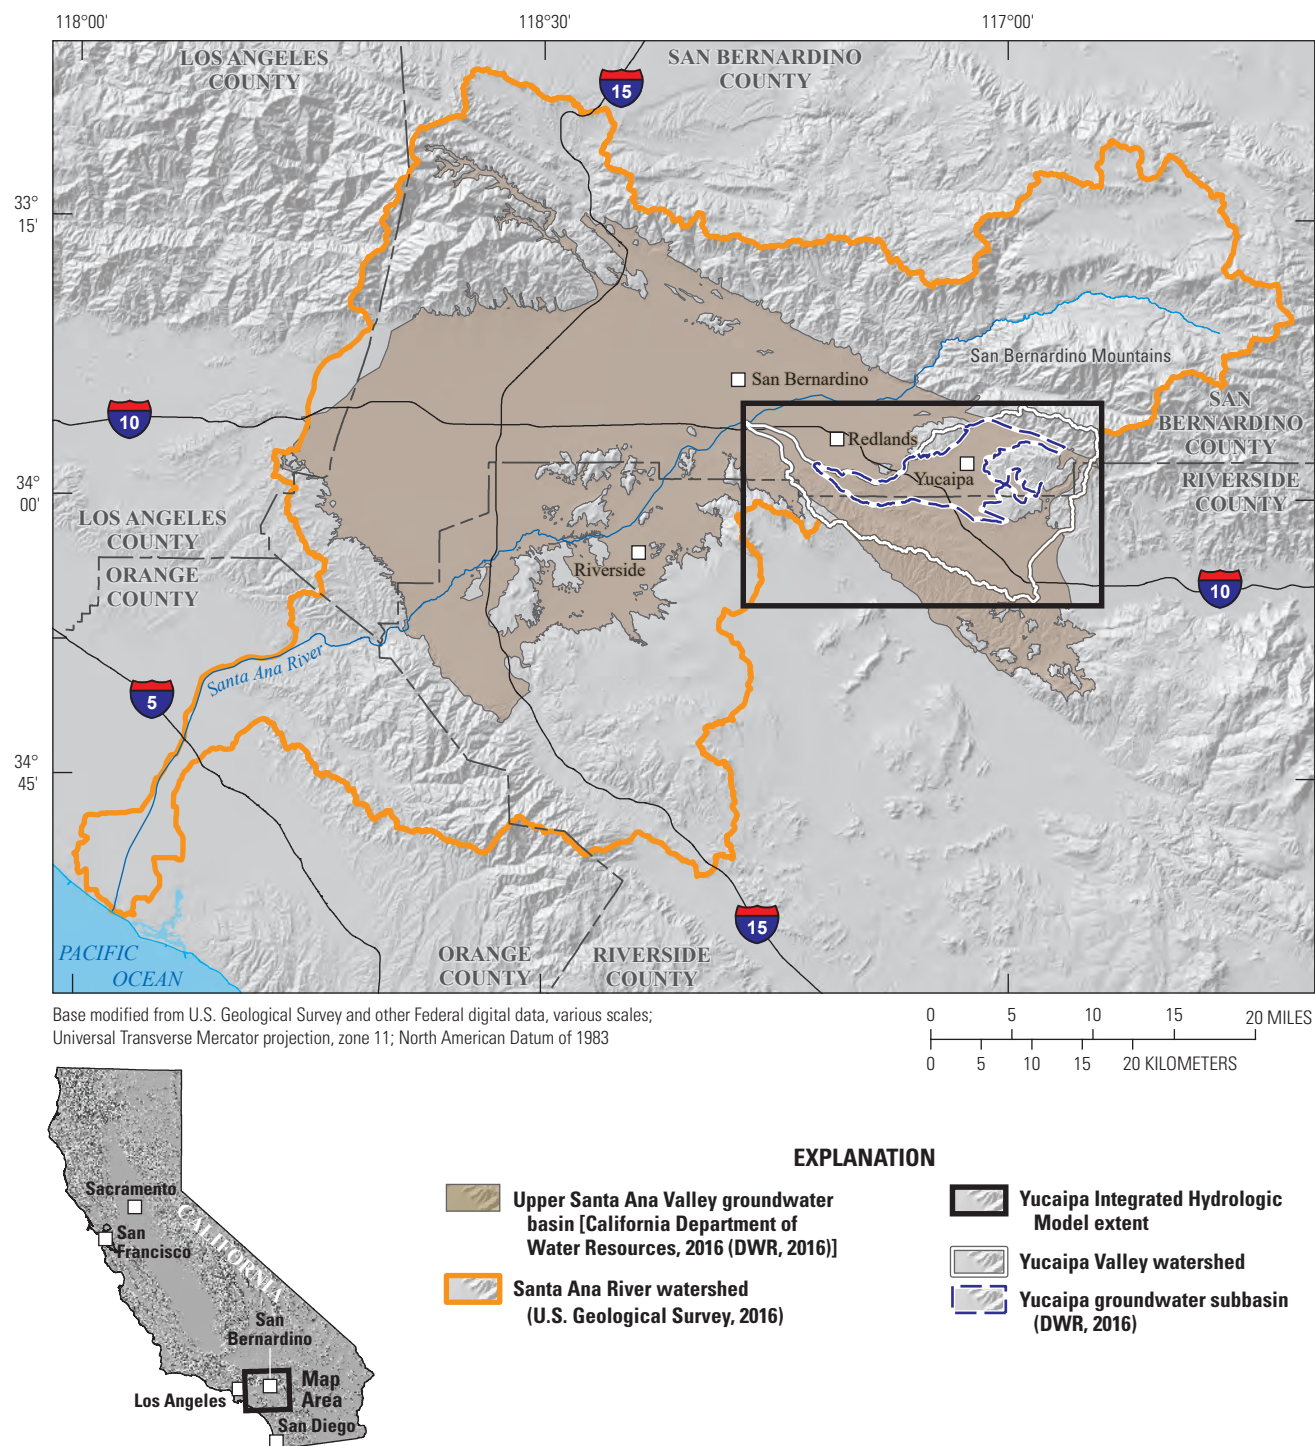 118°00'
118°30'
117°00'
LOS ANGELES
COUNTY
SAN BERNARDINO
COUNTY
15
33°
15'
San Bernardino Mountains
San Bernardino
10
SAN
BERNARDINO
COUNTY
Redlands
Yucaipa
RIVERSIDE
COUNTY
34°
00'
LOS ANGELES
COUNTY
ORANGE
COUNTY
Riverside
10
Santa Ana River
5
34°
45'
15
PACIFIC
OCEAN
ORANGE
COUNTY
RIVERSIDE
COUNTY
Base modified from U.S. Geological Survey and other Federal digital data, various scales;
Universal Transverse Mercator projection, zone 11; North American Datum of 1983
0 5 10 15 20 MILES
0 5 10 15 20 KILOMETERS
Sacramento
San
Francisco
CALIFORNIA
San
Bernardino
Map
Area
Los Angeles
San Diego
EXPLANATION
Upper Santa Ana Valley groundwater
basin [California Department of
Water Resources, 2016 (DWR, 2016)]
Santa Ana River watershed
(U.S. Geological Survey, 2016)
Yucaipa Integrated Hydrologic
Model extent
Yucaipa Valley watershed
Yucaipa groundwater subbasin
(DWR, 2016)